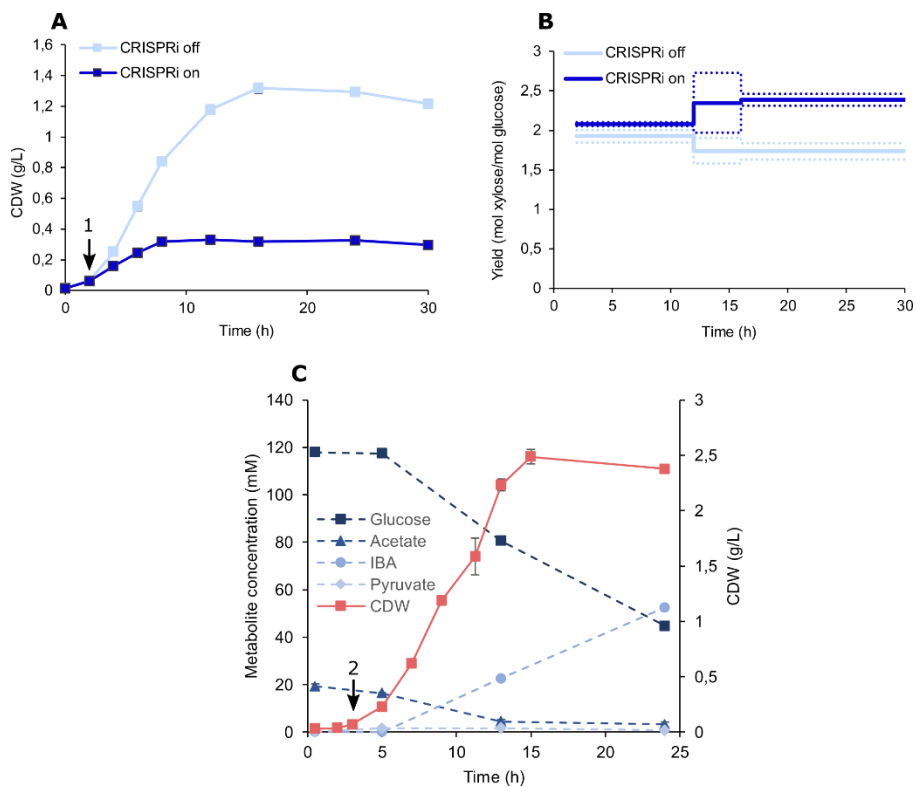 A
CRISPRi off
CRISPRi on
1,6
1,4
1,2
1
0,8
0,6
0,4
0,2
0
CDW (g/L)
1
0
10
20
30
Time (h)
B
CRISPRi off
CRISPRi on
3
2,5
2
1,5
1
0,5
0
Yield (mol xylose/mol glucose)
0
5
10
15
20
25
30
Time (h)
C
140
120
100
80
60
40
20
0
Metabolite concentration (mM)
Glucose
Acetate
IBA
Pyruvate
CDW
2
3
2,5
2
1,5
1
0,5
0
CDW (g/L)
0
5
10
15
20
25
Time (h)